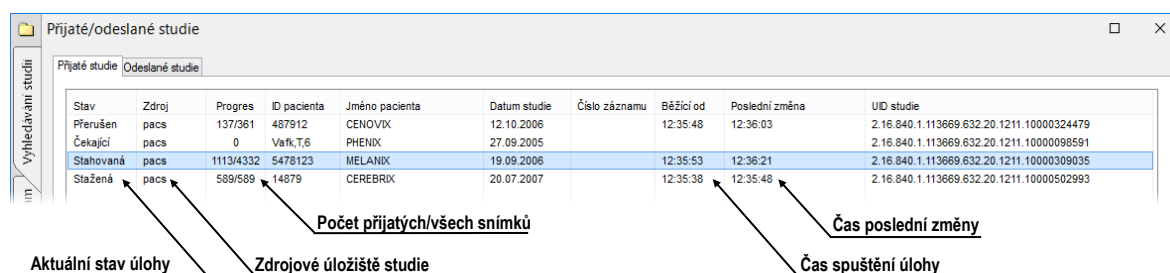 Přijaté/odeslané studie
Vyhledávání studií
Přijaté studie Odeslané studie
Stav Zdroj Progres ID pacienta Jméno pacienta Datum studie Číslo záznamu Běžící od Poslední změna UID studie
Přerušen pacs 137/361 487912 CENOVIX 12.10.2006 12:35:48 12:36:03 2.16.840.1.113669.632.20.1211.10000324479
Čekající pacs 0 Vafk,T,6 PHENIX 27.09.2005 2.16.840.1.113669.632.20.1211.10000098591
Stahovaná pacs 1113/4332 5478123 MELANIX 19.09.2006 12:35:53 12:36:21 2.16.840.1.113669.632.20.1211.10000309035
Stažená pacs 589/589 14879 CEREBRIX 20.07.2007 12:35:38 12:35:48 2.16.840.1.113669.632.20.1211.10000502993
Počet přijatých/všech snímků Čas poslední změny
Aktuální stav úlohy Zdrojové úložiště studie Čas spuštění úlohy